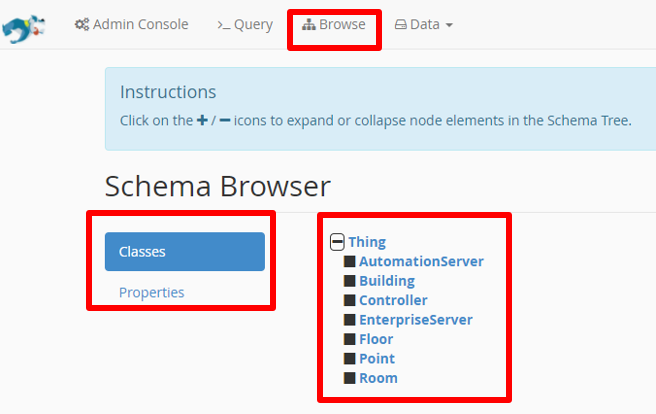 Admin Console Query Browse Data
Instructions
Click on the + / − icons to expand or collapse node elements in the Schema Tree.
Schema Browser
Classes
Properties
Thing
AutomationServer
Building
Controller
EnterpriseServer
Floor
Point
Room